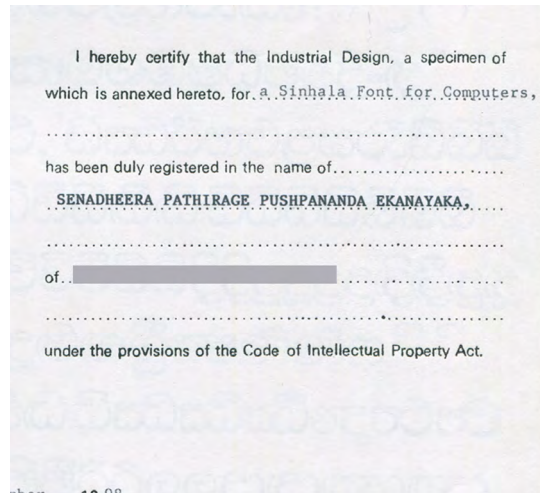 I hereby certify that the Industrial Design, a specimen of
which is annexed hereto, for a Sinhala Font for Computers,
has been duly registered in the name of
SENADHEERA PATHIRAGE PUSHPANANDA EKANAYAKA,
of
under the provisions of the Code of Intellectual Property Act.